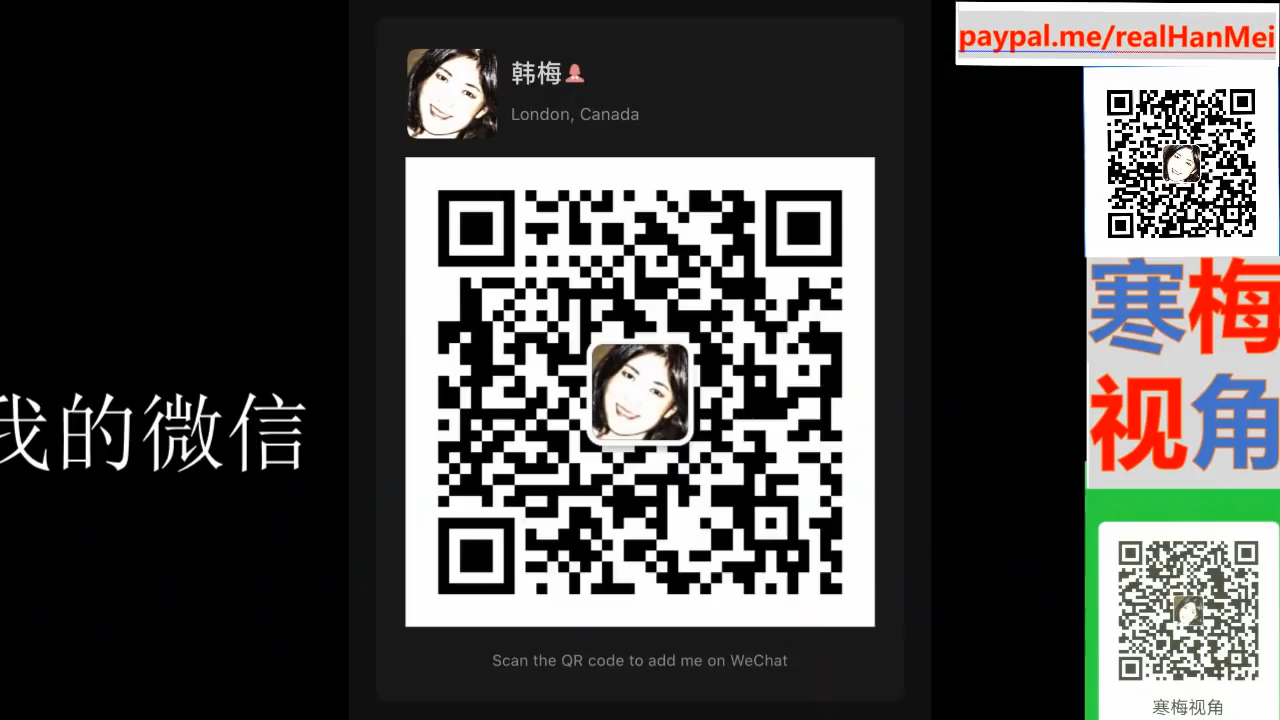 韩梅
London, Canada
我的微信
Scan the QR code to add me on WeChat
paypal.me/realHanMei
寒梅
视角
寒梅视角